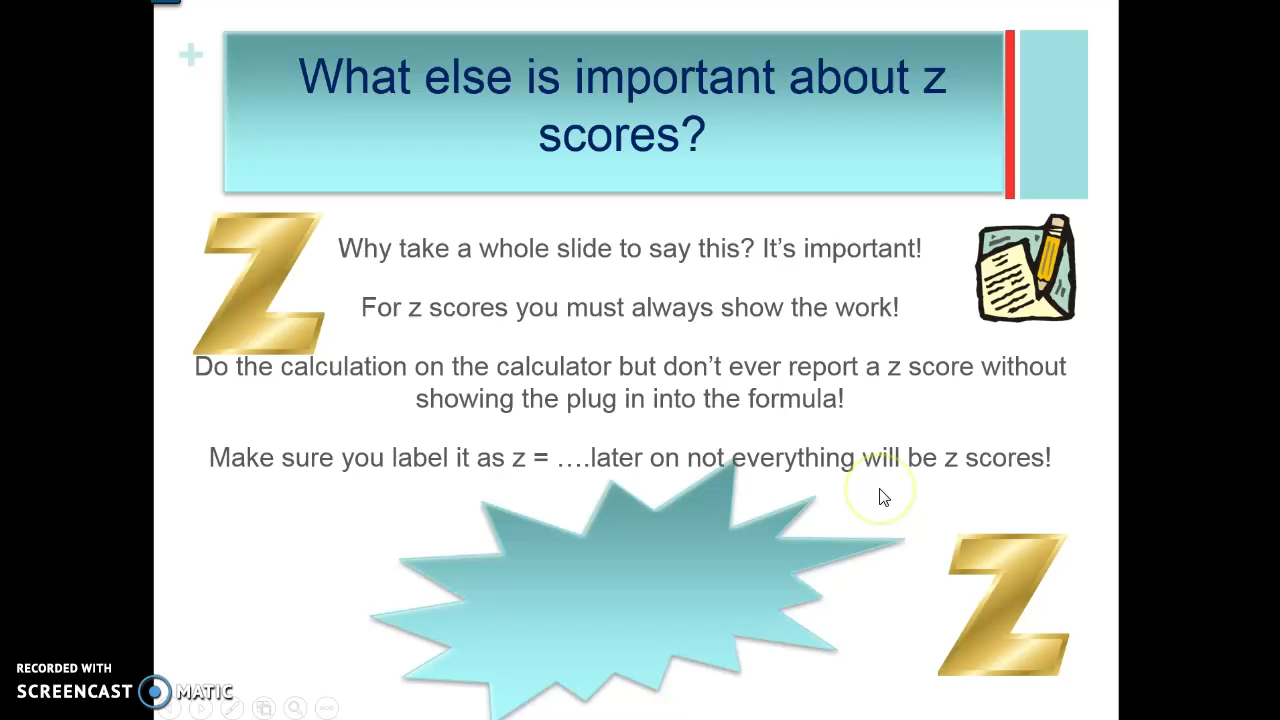 What else is important about z
scores?
Why take a whole slide to say this? It’s important!
For z scores you must always show the work!
Do the calculation on the calculator but don’t ever report a z score without
showing the plug in into the formula!
Make sure you label it as z = ….later on not everything will be z scores!
Z
Z
RECORDED WITH
SCREENCAST MATIC